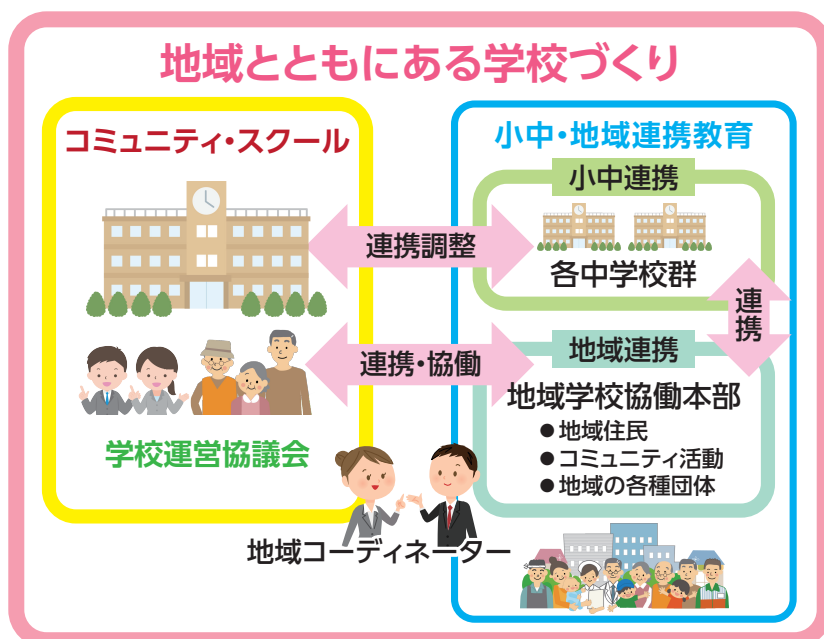 地域とともにある学校づくり
コミュニティ・スクール
学校運営協議会
連携調整
連携・協働
地域コーディネーター
小中・地域連携教育
小中連携
各中学校群
連携
地域連携
地域学校協働本部
●地域住民
●コミュニティ活動
●地域の各種団体